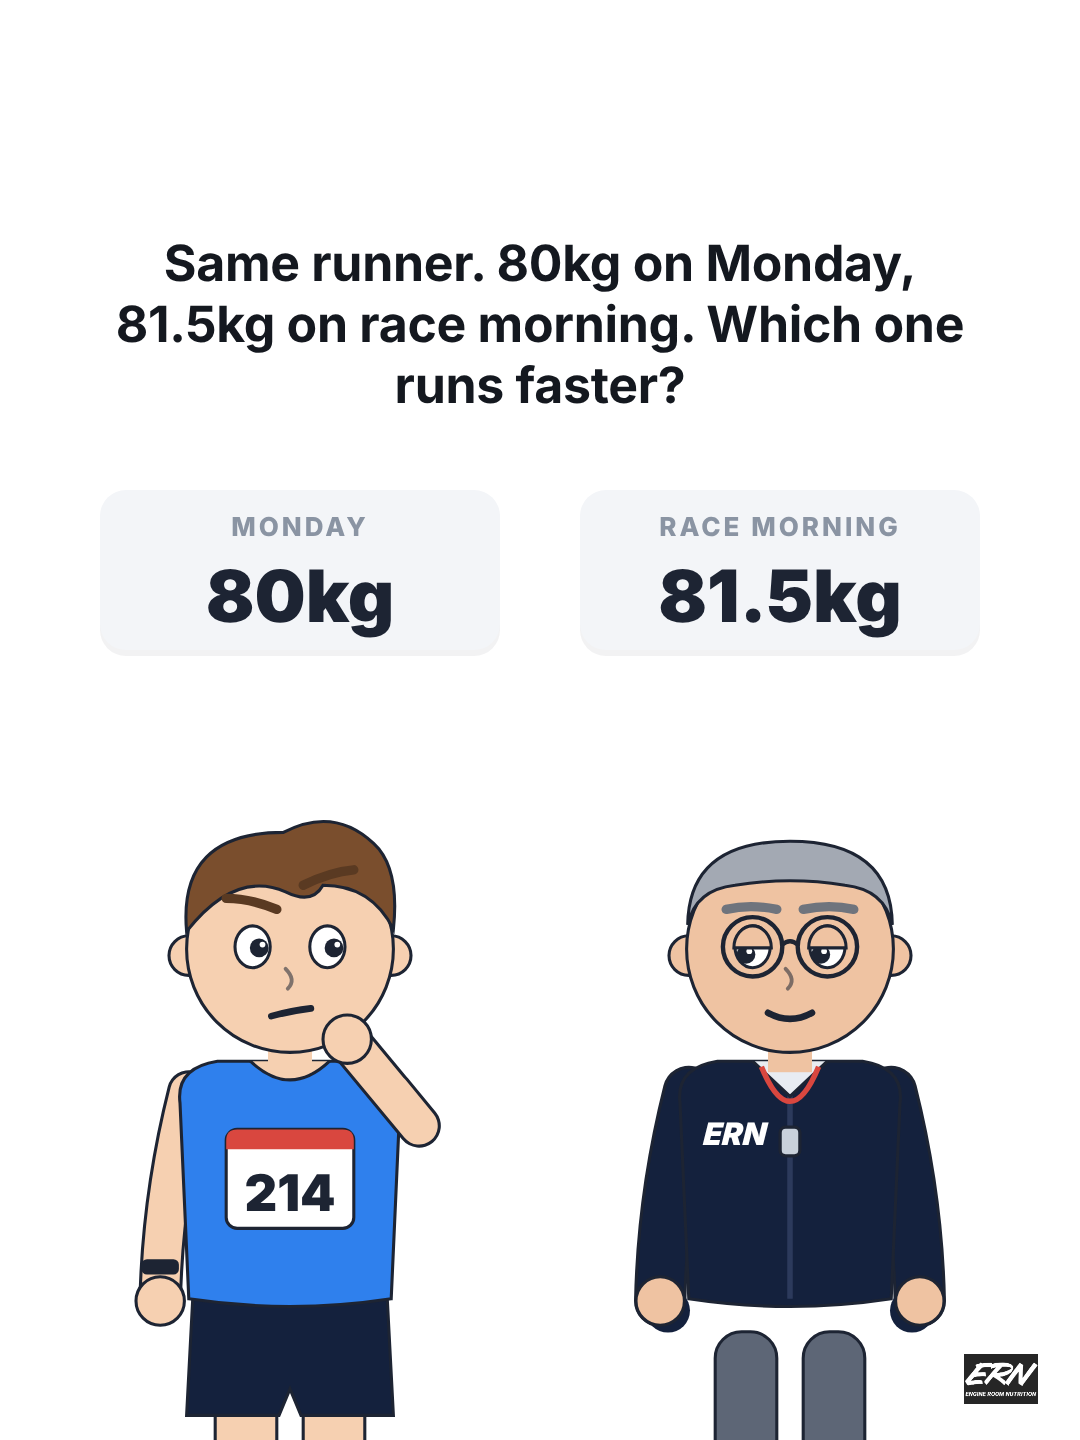 Same runner. 80kg on Monday,
81.5kg on race morning. Which one
runs faster?
MONDAY
80kg
RACE MORNING
81.5kg
214
ERN
ERN
ENGINE ROOM NUTRITION